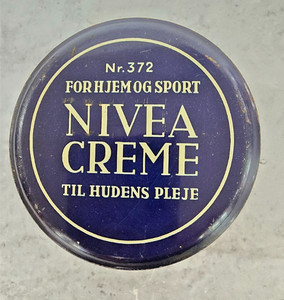 Nr. 372
FOR HJEM OG SPORT
NIVEA
CREME
TIL HUDENS PLEJE